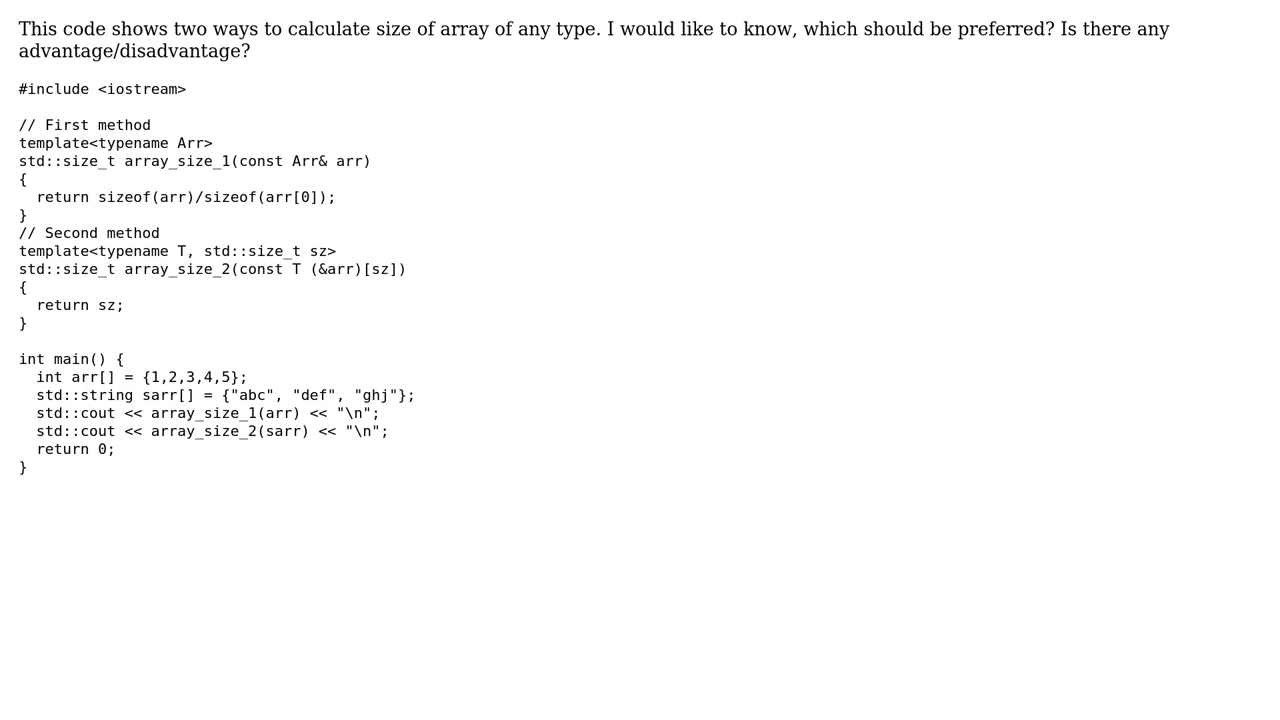 This code shows two ways to calculate size of array of any type. I would like to know, which should be preferred? Is there any
advantage/disadvantage?
#include <iostream>
// First method
template<typename Arr>
std::size_t array_size_1(const Arr& arr)
{
  return sizeof(arr)/sizeof(arr[0]);
}
// Second method
template<typename T, std::size_t sz>
std::size_t array_size_2(const T (&arr)[sz])
{
  return sz;
}
int main() {
  int arr[] = {1,2,3,4,5};
  std::string sarr[] = {"abc", "def", "ghj"};
  std::cout << array_size_1(arr) << "\n";
  std::cout << array_size_2(sarr) << "\n";
  return 0;
}